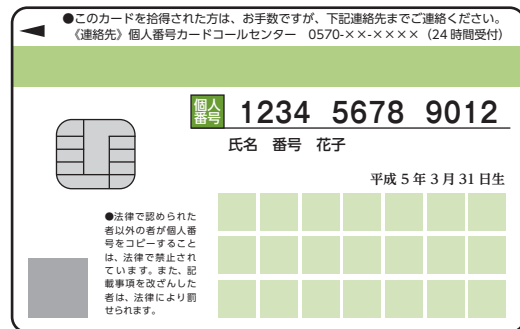 ●このカードを拾得された方は、お手数ですが、下記連絡先までご連絡ください。
《連絡先》個人番号カードコールセンター　0570-××-××××（24時間受付）
個人番号 1234 5678 9012
氏名 番号 花子
平成5年3月31日生
●法律で認められた
者以外の者が個人番
号をコピーすること
は、法律で禁止され
ています。また、記
載事項を改ざんした
者は、法律により罰
せられます。